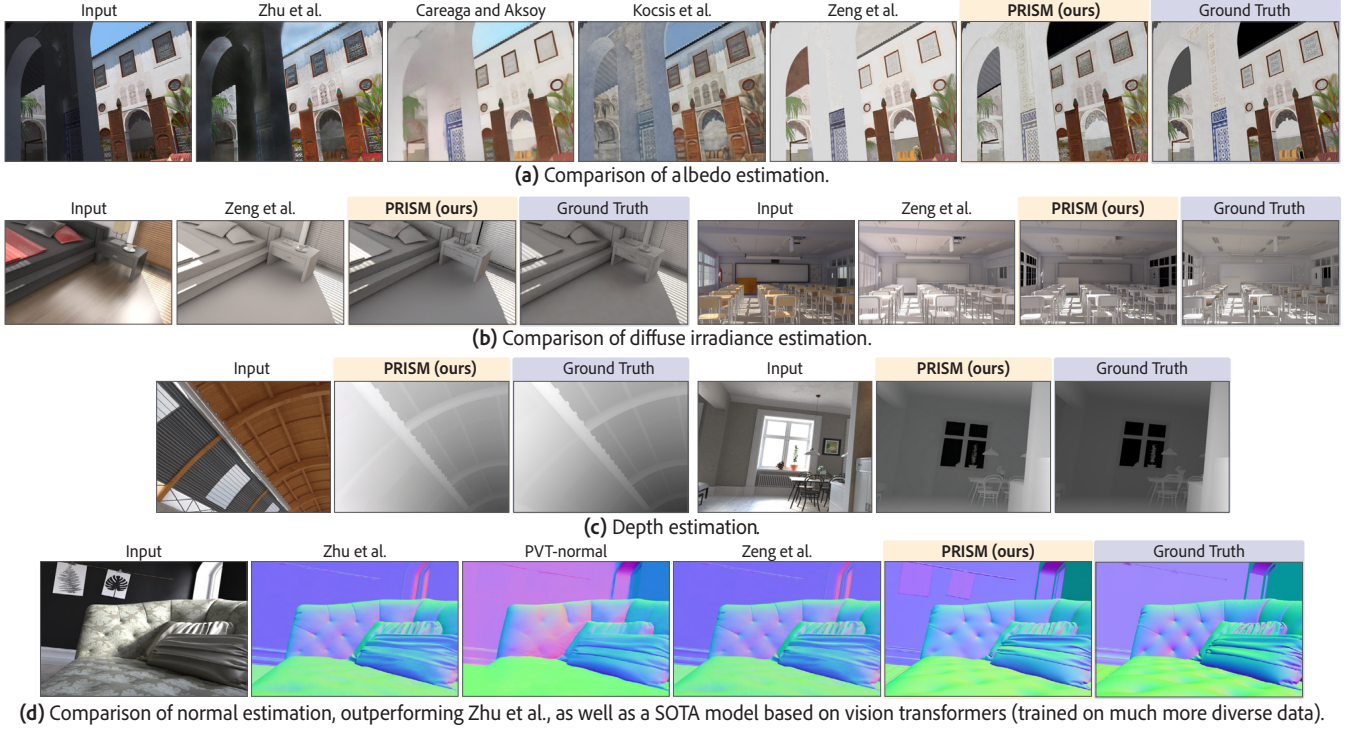 Input Zhu et al. Careaga and Aksoy Kocsis et al. Zeng et al. PRISM (ours) Ground Truth
(a) Comparison of albedo estimation.
Input Zeng et al. PRISM (ours) Ground Truth Input Zeng et al. PRISM (ours) Ground Truth
(b) Comparison of diffuse irradiance estimation.
Input PRISM (ours) Ground Truth Input PRISM (ours) Ground Truth
(c) Depth estimation.
Input Zhu et al. PVT-normal Zeng et al. PRISM (ours) Ground Truth
(d) Comparison of normal estimation, outperforming Zhu et al., as well as a SOTA model based on vision transformers (trained on much more diverse data).